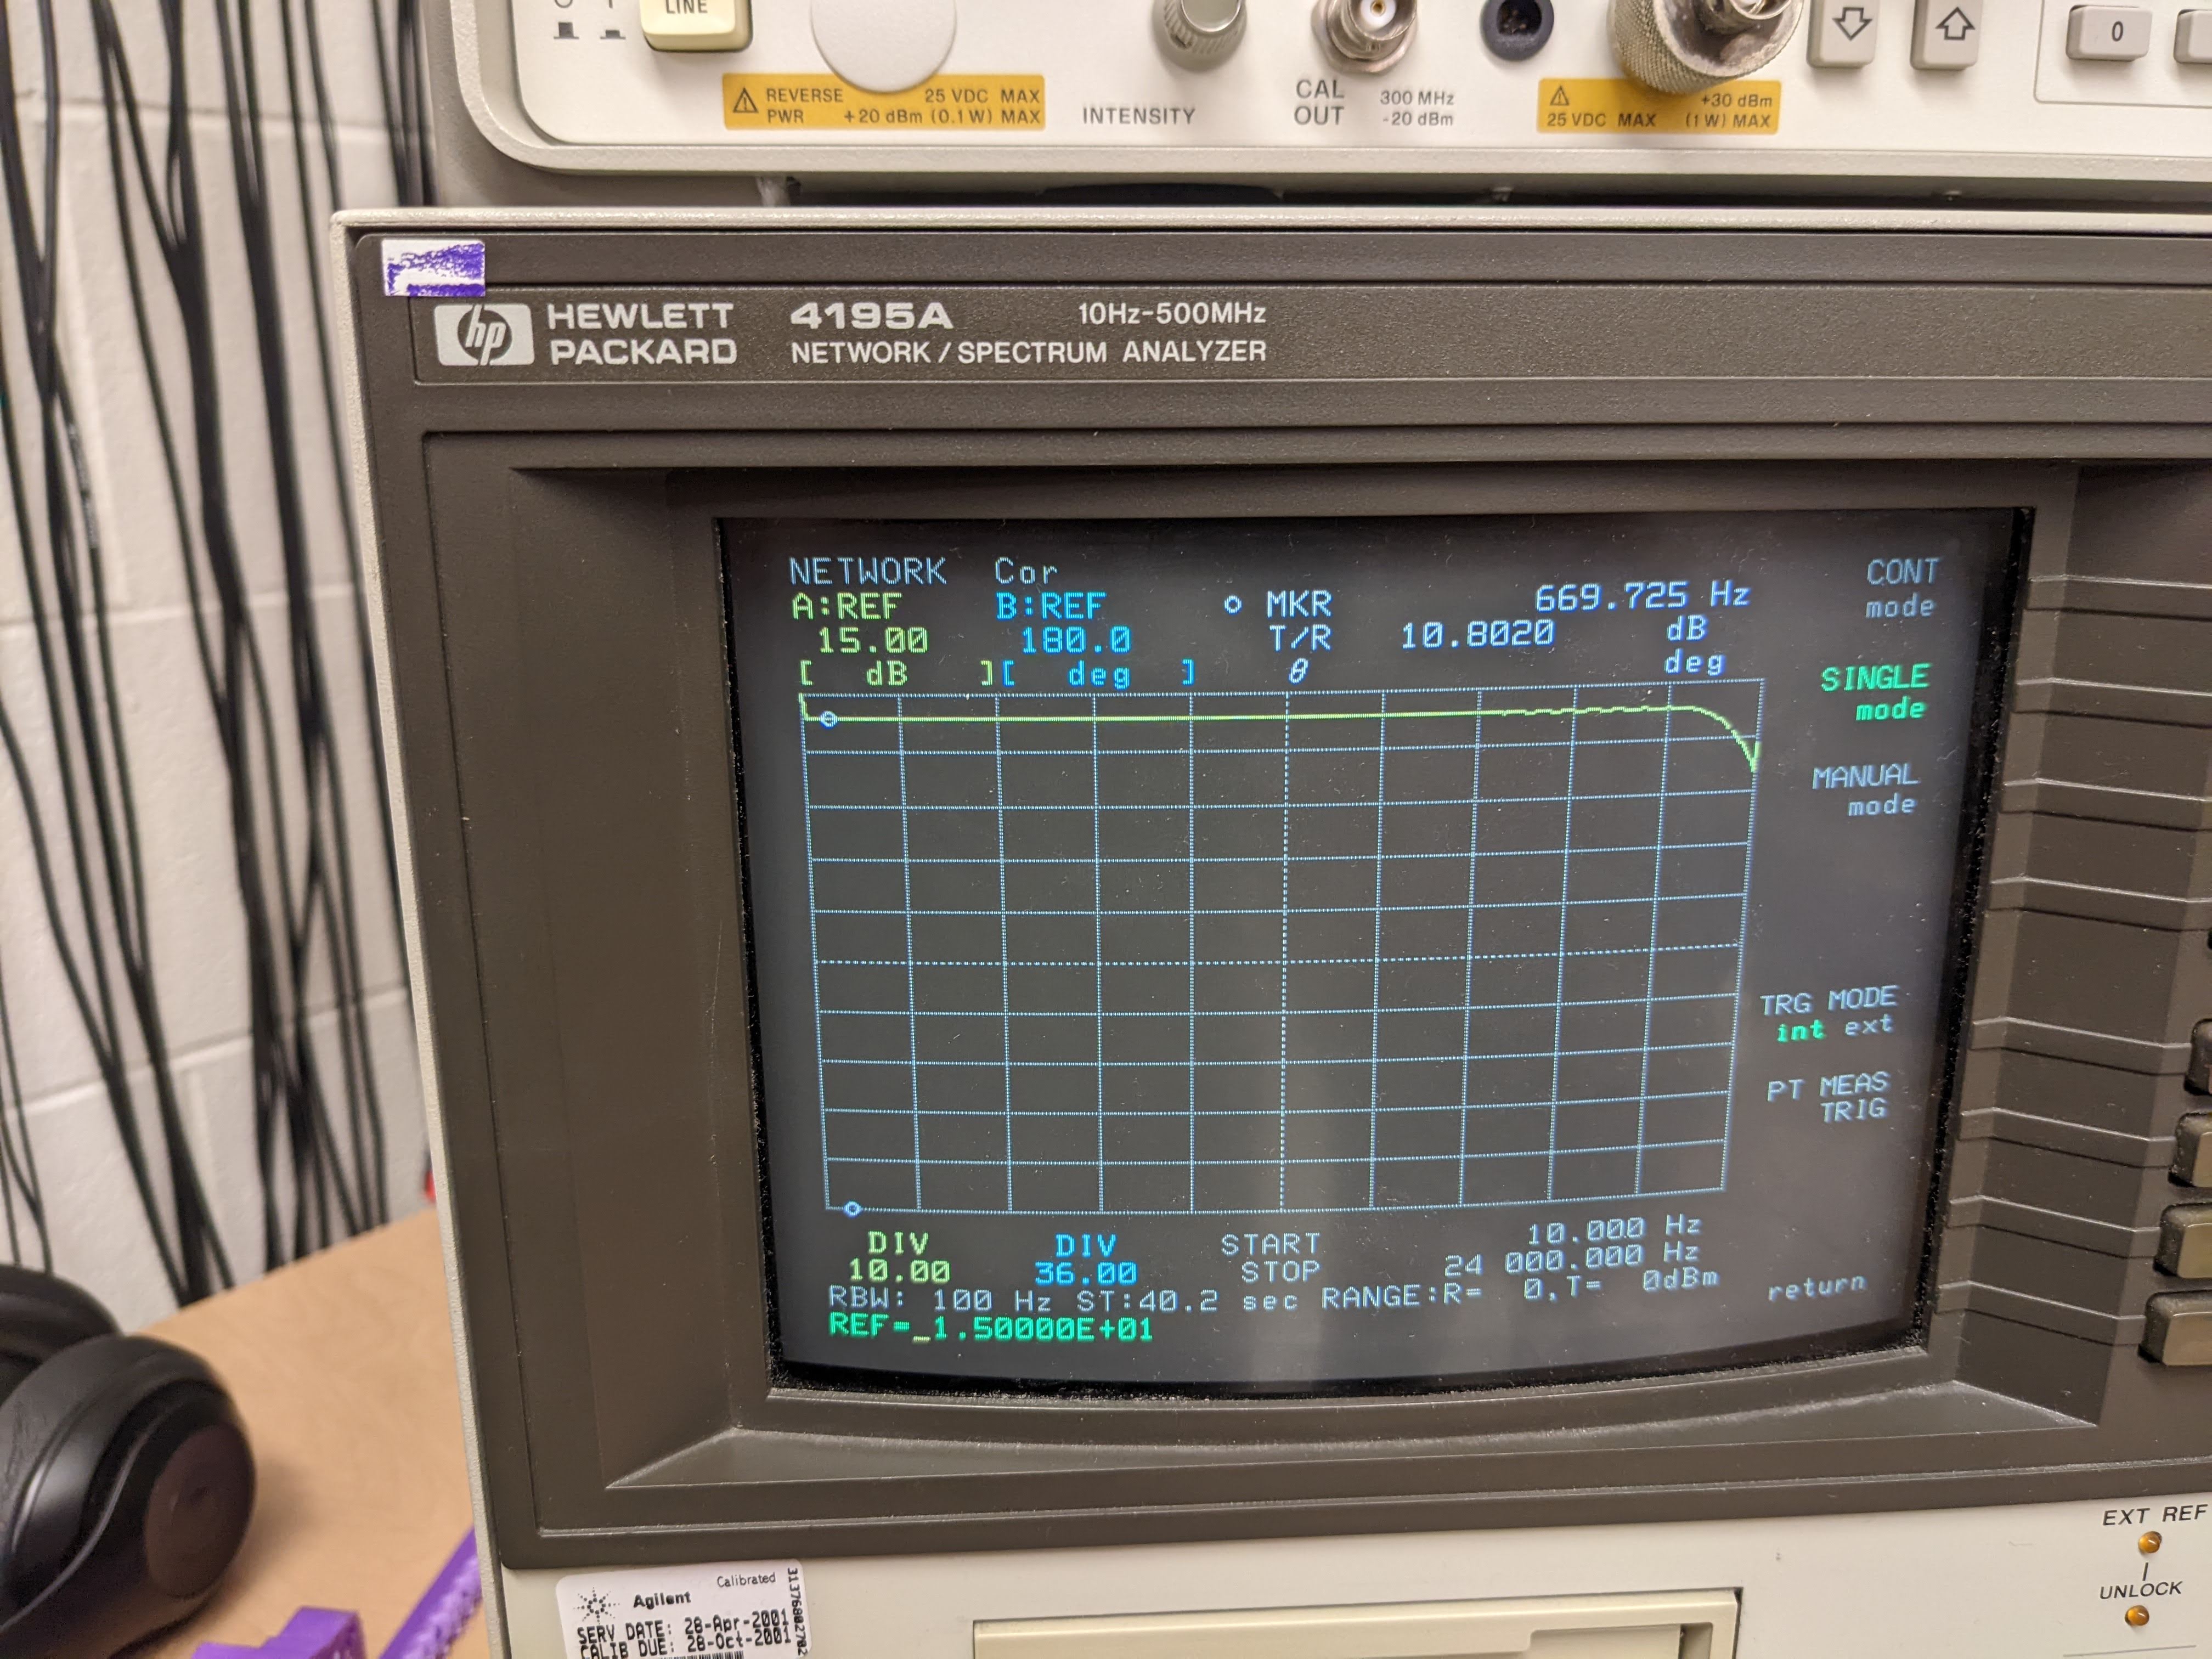 LINE
REVERSE 25 VDC MAX
PWR +20 dBm (0.1W) MAX
INTENSITY
CAL
OUT
300 MHz
-20 dBm
+30 dBm
25 VDC MAX (1W) MAX
0
hp HEWLETT
PACKARD
4195A 10Hz-500MHz
NETWORK / SPECTRUM ANALYZER
NETWORK Cor
A:REF B:REF o MKR 669.725 Hz
15.00 180.0 T/R 10.8020 dB
[ dB ][ deg ] θ deg
CONT
mode
SINGLE
mode
MANUAL
mode
TRG MODE
int ext
PT MEAS
TRIG
return
DIV DIV START 10.000 Hz
10.00 36.00 STOP 24 000.000 Hz
RBW: 100 Hz ST:40.2 sec RANGE:R= 0,T= 0dBm
REF=_1.50000E+01
EXT REF
UNLOCK
Agilent Calibrated
SERV DATE: 28-Apr-2001
CALIB DUE: 28-Oct-2001